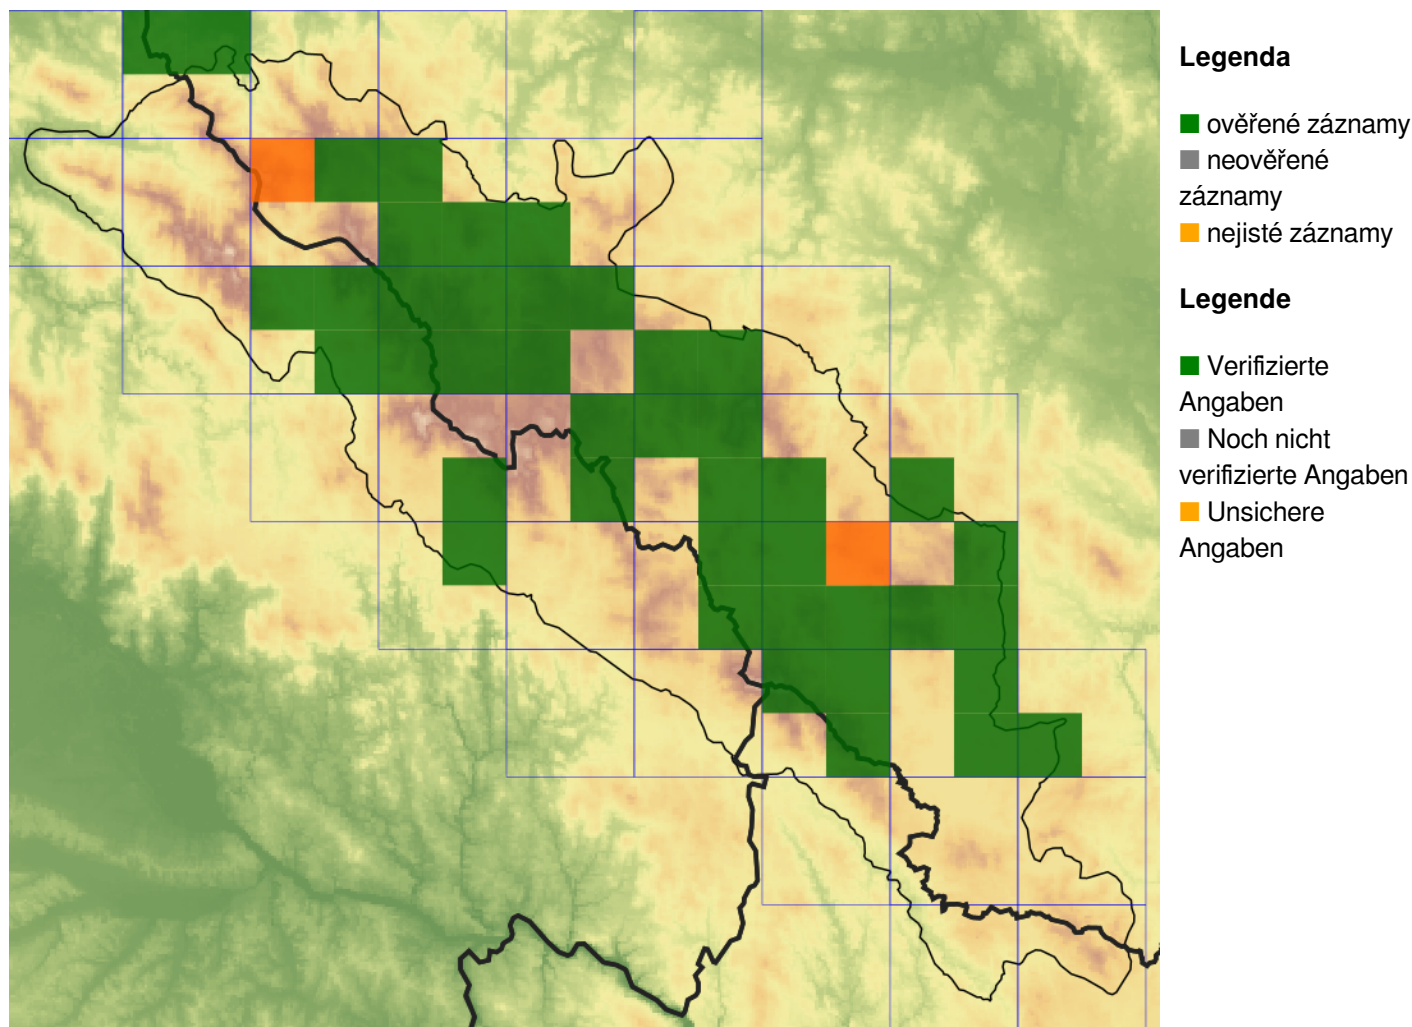 Legenda
ověřené záznamy
neověřené
záznamy
nejisté záznamy
Legende
Verifizierte
Angaben
Noch nicht
verifizierte Angaben
Unsichere
Angaben